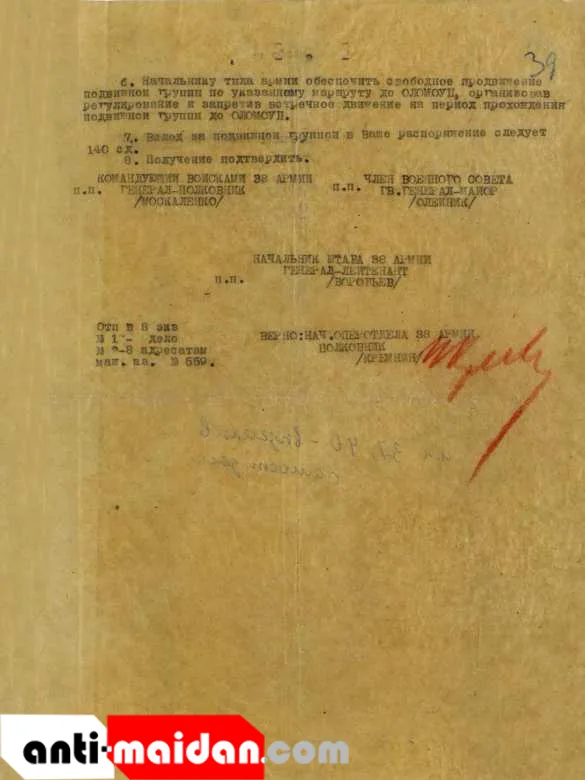 39
6. Начальнику тыла армии обеспечить свободное продвижение
подвижной группы по указанному маршруту до ОЛОМОУЦ, организовав
регулирование и запретив встречное движение на период прохождения
подвижной группы до ОЛОМОУЦ.
7. Вслед за подвижной группой в Ваше распоряжение следует
140 сд.
8. Получение подтвердить.
КОМАНДУЮЩИЙ ВОЙСКАМИ 38 АРМИИ ЧЛЕН ВОЕННОГО СОВЕТА
п.п. ГЕНЕРАЛ-ПОЛКОВНИК п.п. ГВ.ГЕНЕРАЛ-МАЙОР
/МОСКАЛЕНКО/ /ОЛЕЙНИК/
НАЧАЛЬНИК ШТАБА 38 АРМИИ
ГЕНЕРАЛ-ЛЕЙТЕНАНТ
п.п. /ВОРОБЬЕВ/
Отп в 8 экз
№ 1 - дело
№ 2-8 адресатам
маш. аа. № 559.
ВЕРНО: НАЧ.ОПЕРОТДЕЛА 38 АРМИИ
ПОЛКОВНИК
/КРЕМНИН/
anti-maidan.com